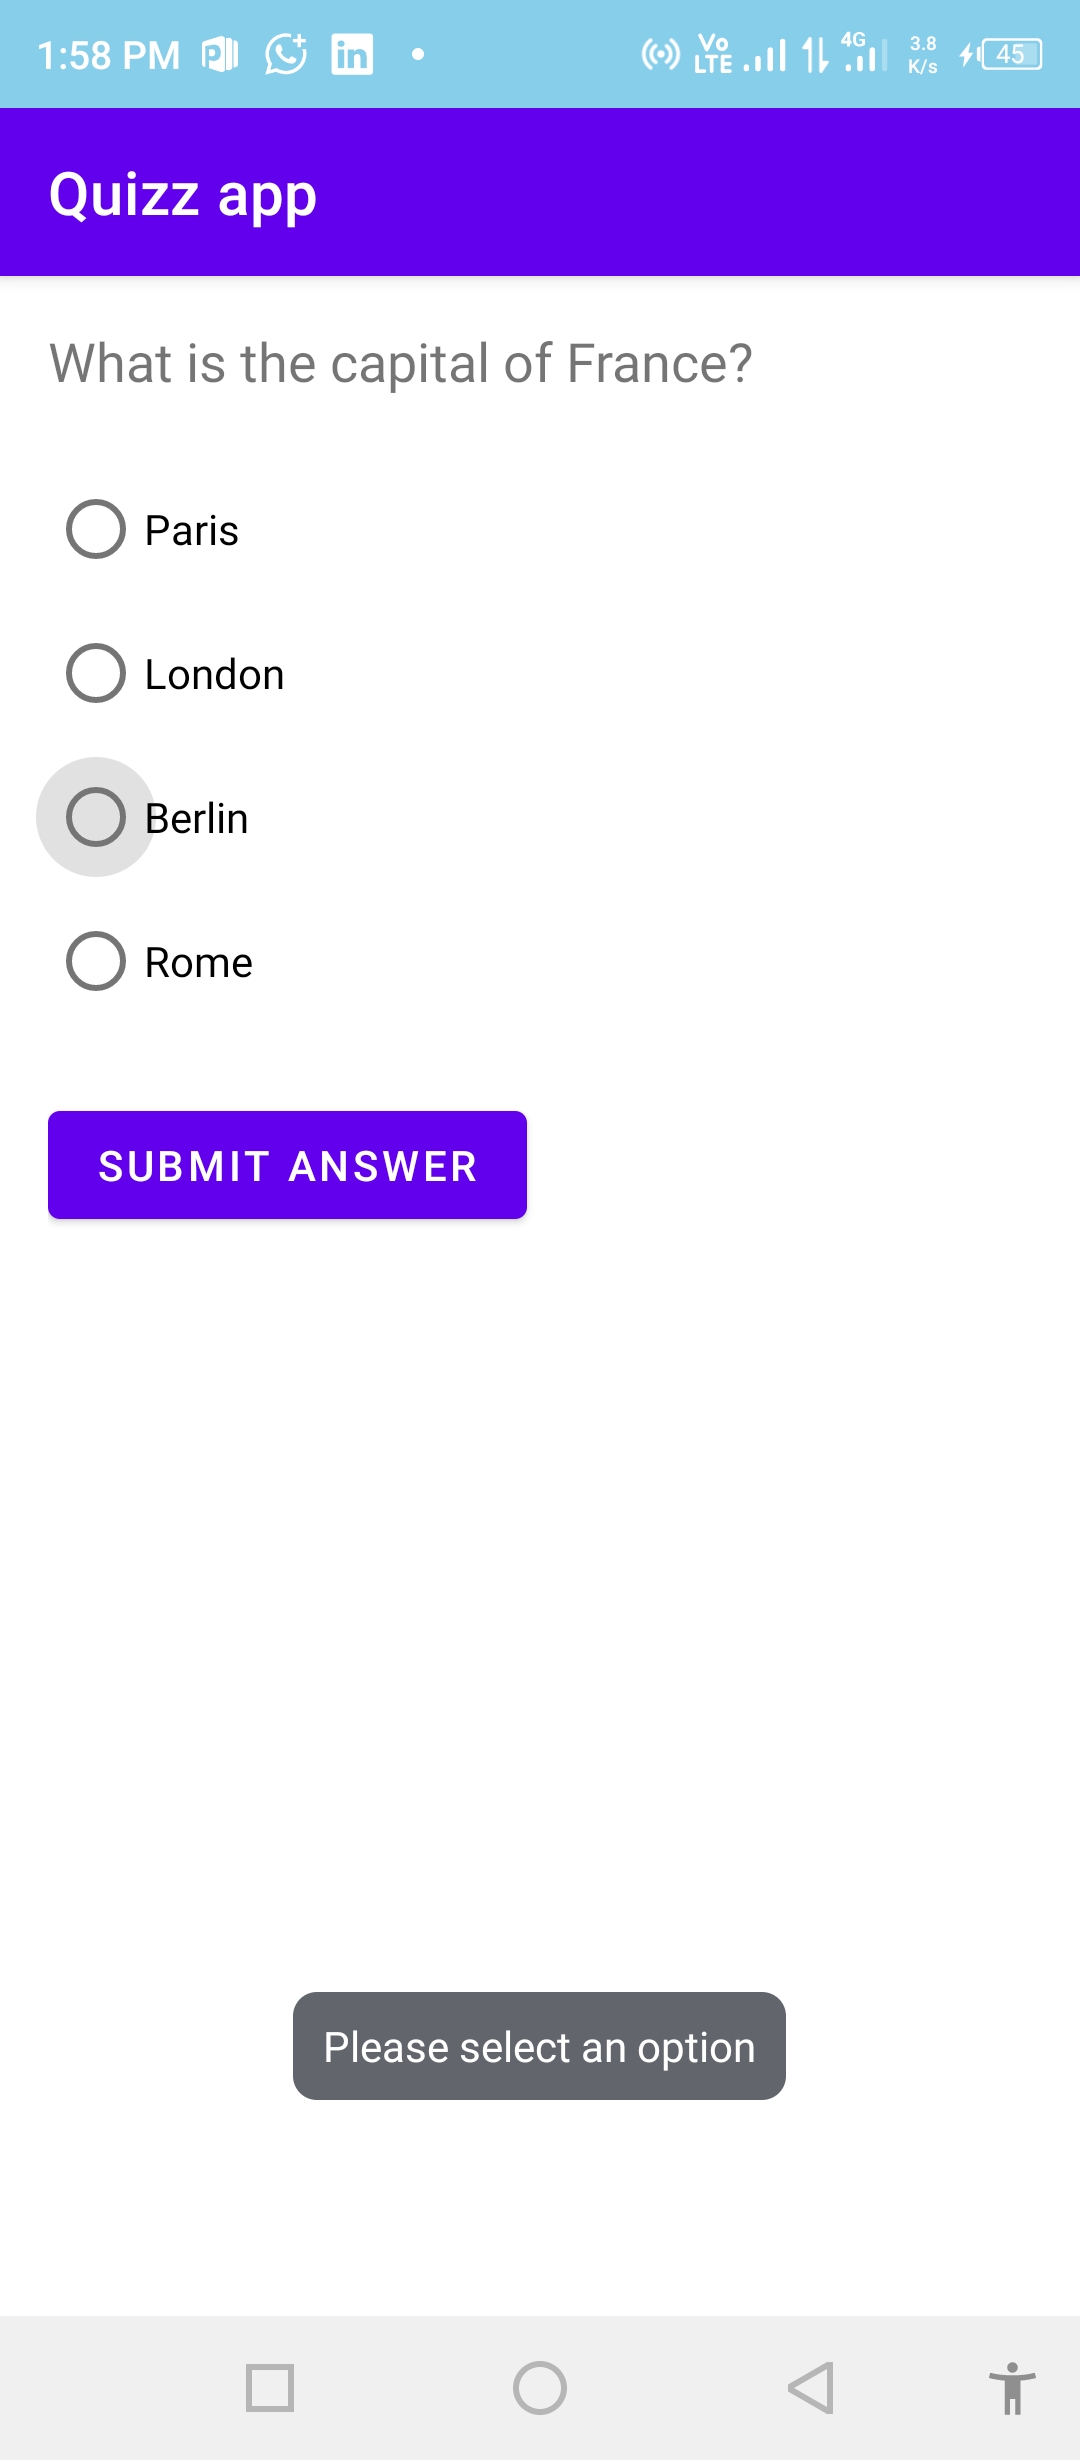 1:58 PM
Vo LTE
4G
3.8 K/s
45
Quizz app
What is the capital of France?
Paris
London
Berlin
Rome
SUBMIT ANSWER
Please select an option